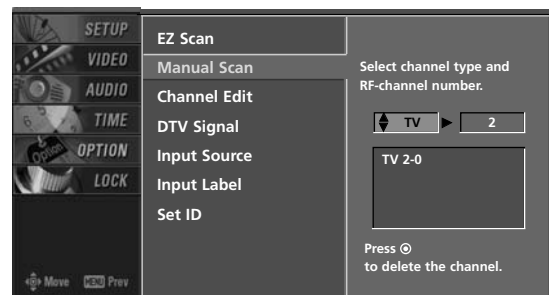 SETUP
VIDEO
AUDIO
TIME
OPTION
LOCK
Move MENU Prev
EZ Scan
Manual Scan
Channel Edit
DTV Signal
Input Source
Input Label
Set ID
Select channel type and
RF-channel number.
TV 2
TV 2-0
Press
to delete the channel.